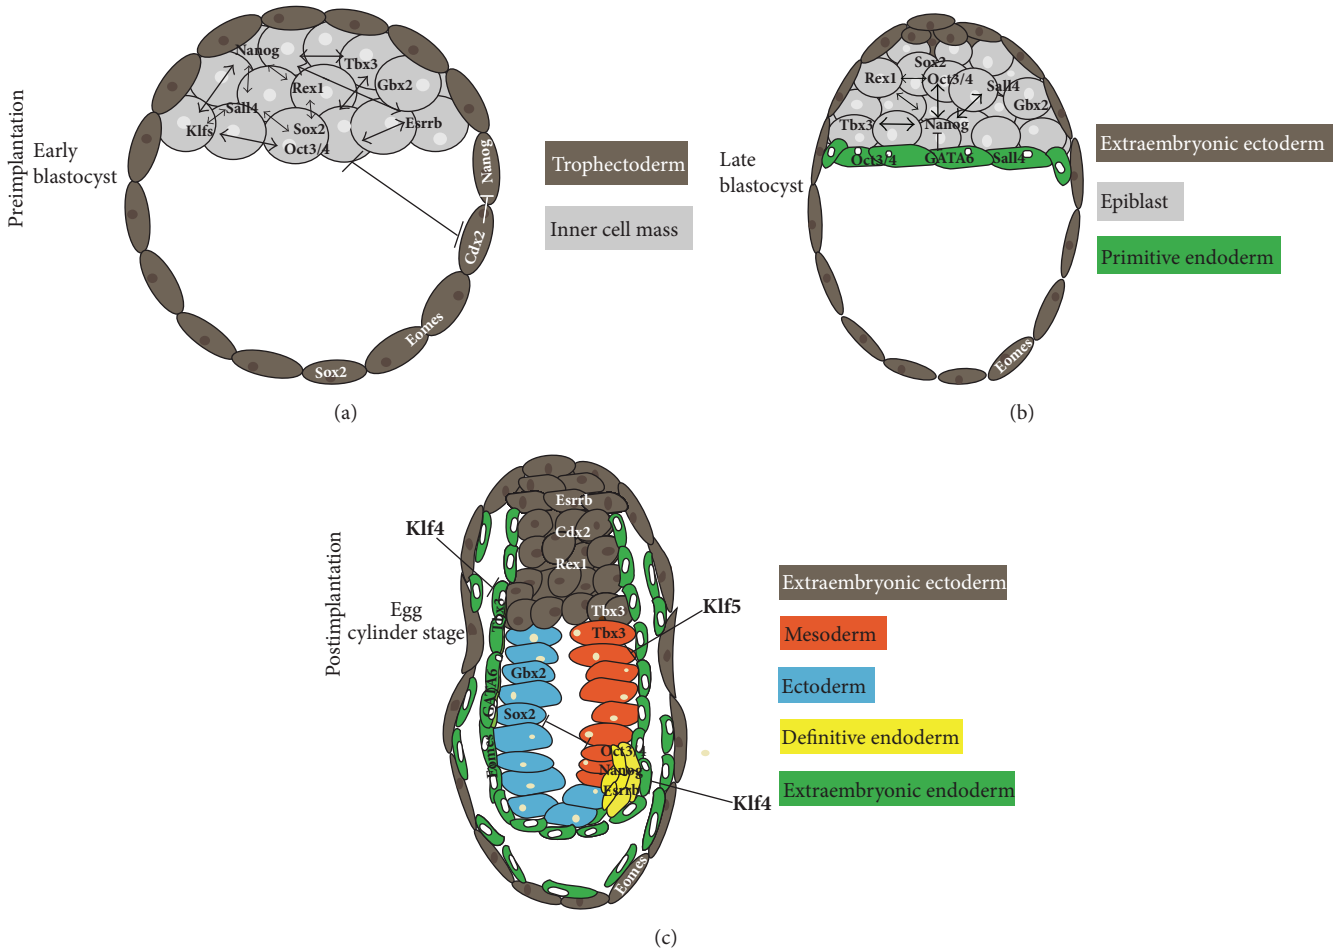 Preimplantation
Early
blastocyst
Nanog
Tbx3
Rex1
Gbx2
Sall4
Klfs
Sox2
Oct3/4
Esrrb
Nanog
Cdx2
Eomes
Sox2
Trophectoderm
Inner cell mass
(a)
Late
blastocyst
Sox2
Rex1
Oct3/4
Sall4
Gbx2
Tbx3
Nanog
Oct3/4
GATA6
Sall4
Eomes
Extraembryonic ectoderm
Epiblast
Primitive endoderm
(b)
Postimplantation
Egg
cylinder stage
Klf4
Esrrb
Cdx2
Rex1
Tbx3
Tbx3
Tbx3
Klf5
Gbx2
GATA6
Sox2
Eomes
Oct3/4
Nanog
Esrrb
Klf4
Eomes
Extraembryonic ectoderm
Mesoderm
Ectoderm
Definitive endoderm
Extraembryonic endoderm
(c)